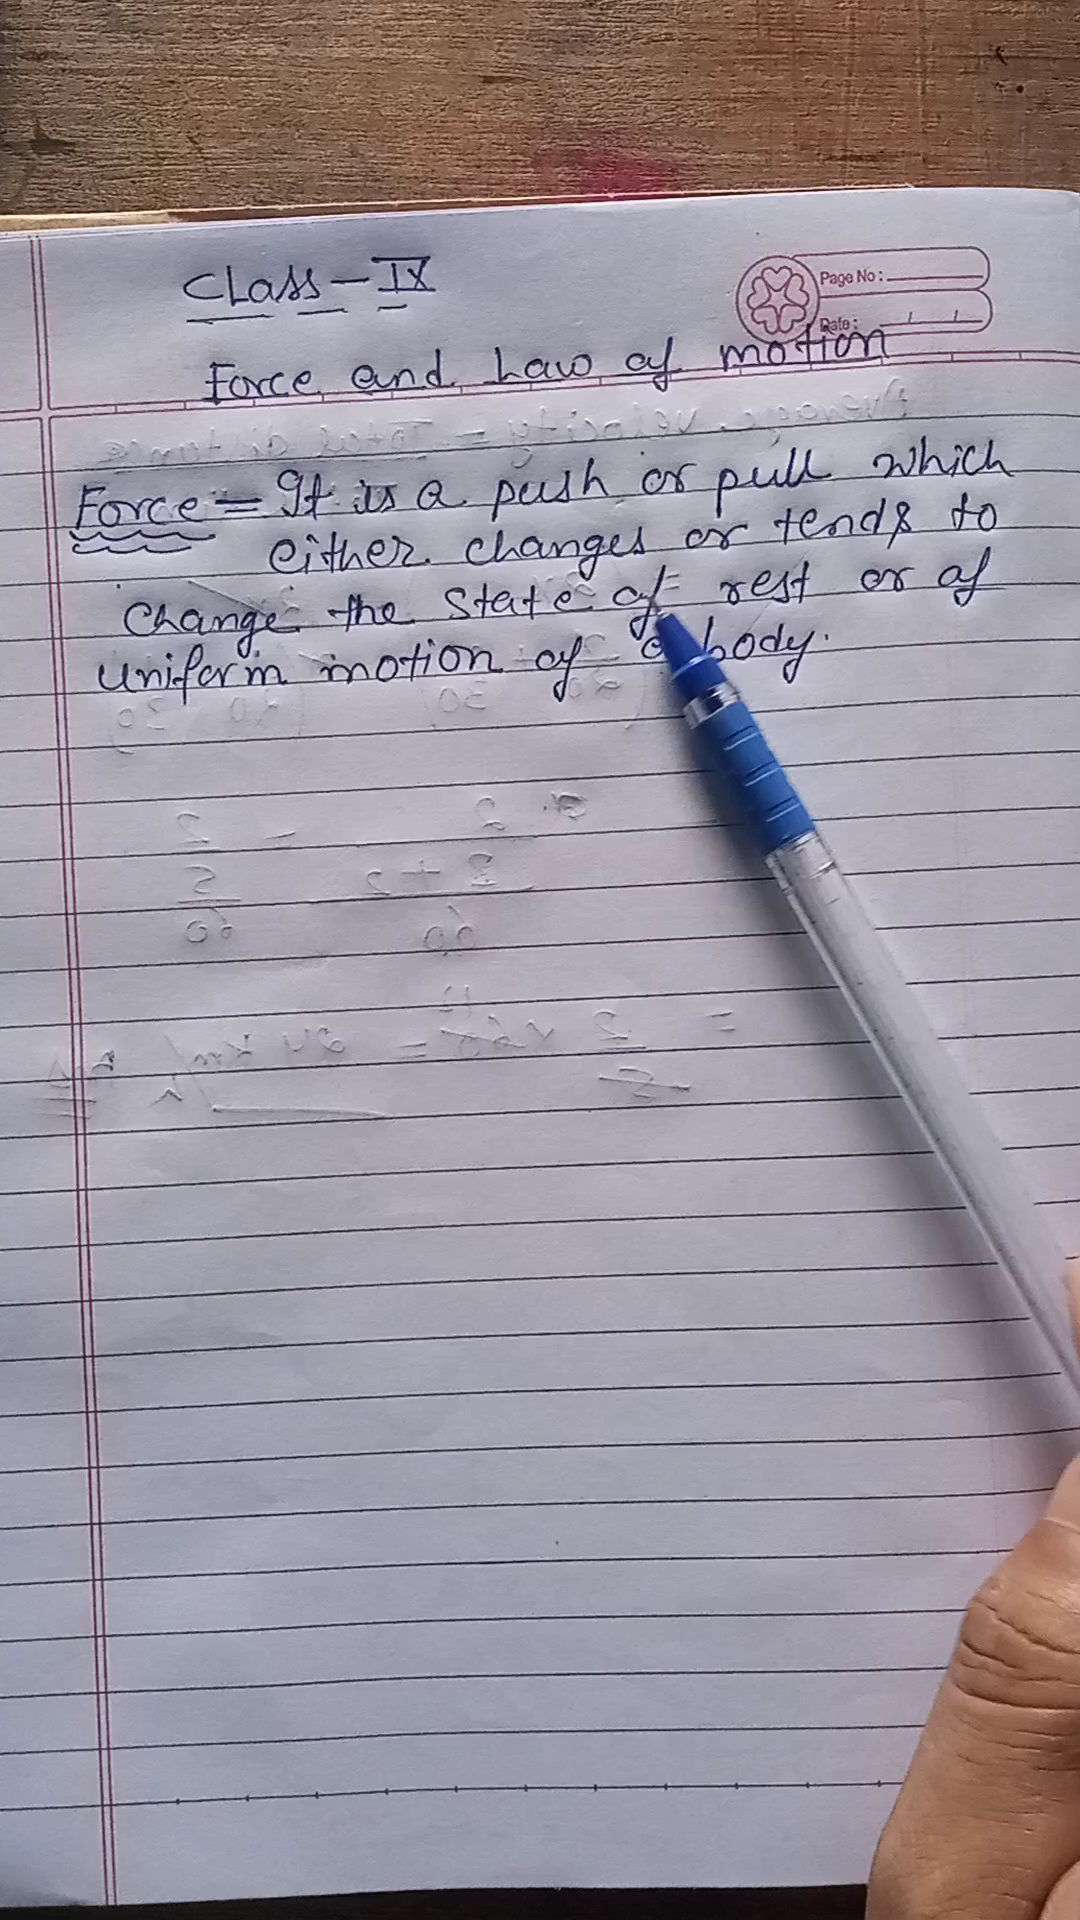 Class - IX
Page No :
Date :
Force and Law of motion
Force = It is a push or pull which
either changes or tends to
change the state of rest or of
uniform motion of a body.